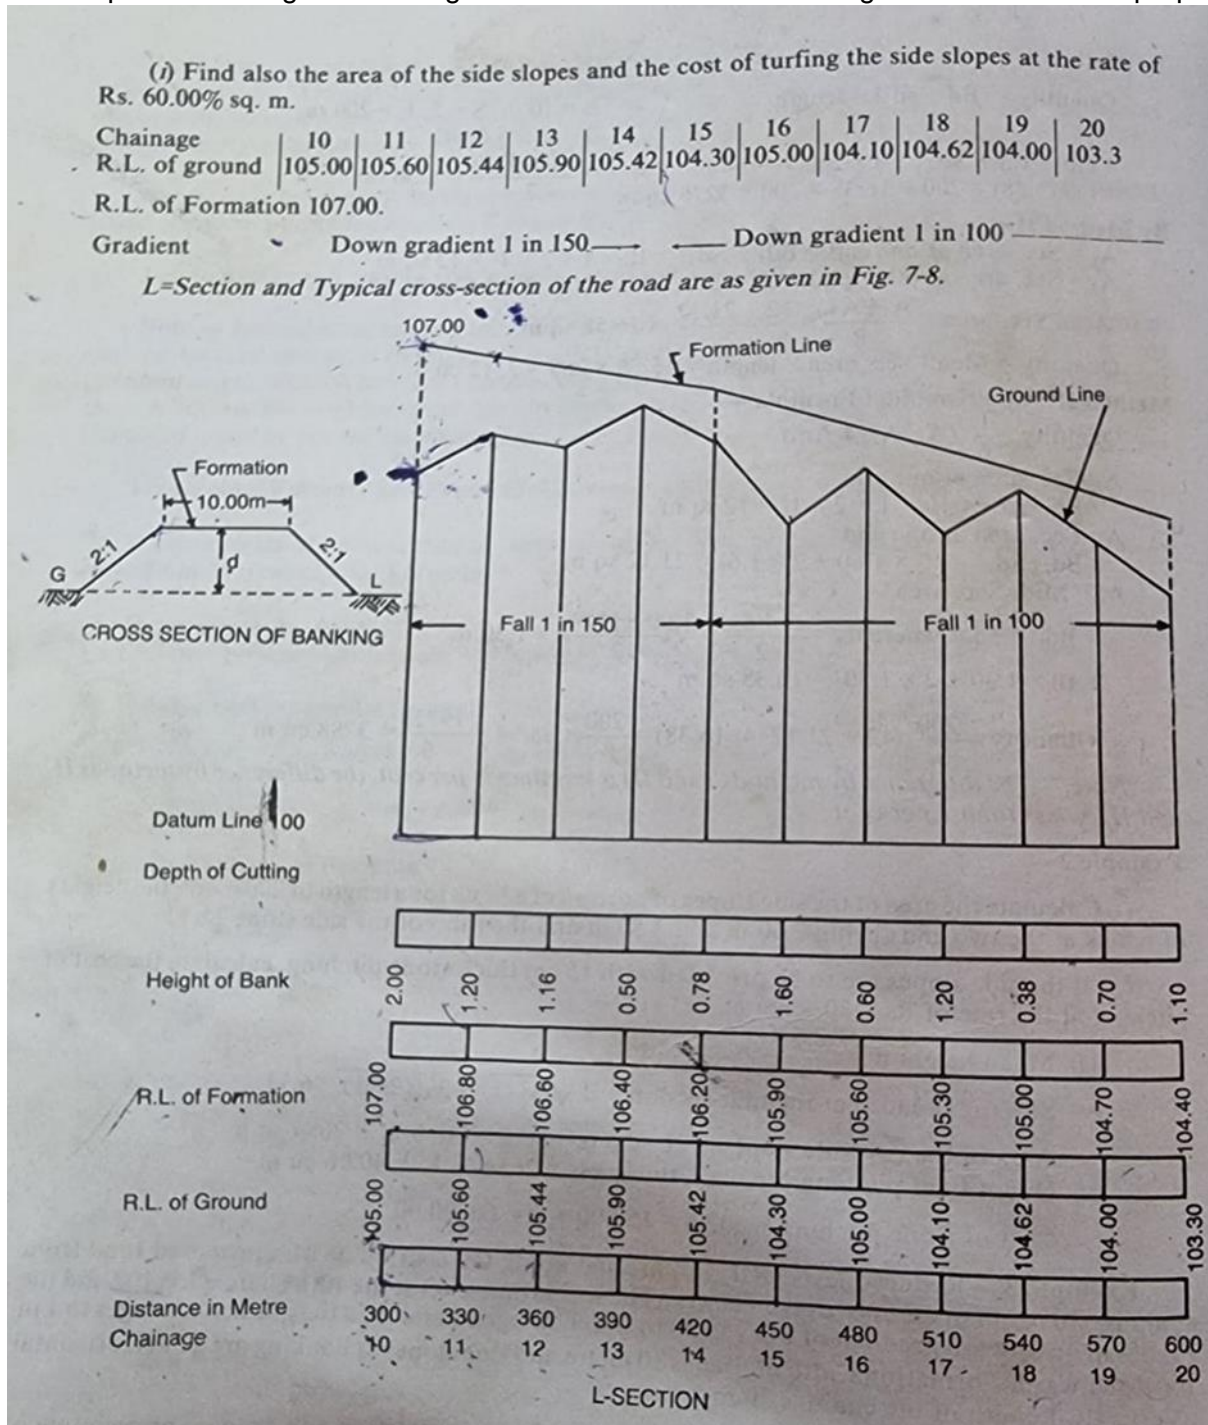 (i) Find also the area of the side slopes and the cost of turfing the side slopes at the rate of
Rs. 60.00% sq. m.
Chainage 10 11 12 13 14 15 16 17 18 19 20
R.L. of ground 105.00 105.60 105.44 105.90 105.42 104.30 105.00 104.10 104.62 104.00 103.3
R.L. of Formation 107.00.
Gradient Down gradient 1 in 150 Down gradient 1 in 100
L=Section and Typical cross-section of the road are as given in Fig. 7-8.
107.00
Formation Line
Ground Line
Formation
10.00m
2:1
d
2:1
G
L
CROSS SECTION OF BANKING
Fall 1 in 150
Fall 1 in 100
Datum Line 100
Depth of Cutting
Height of Bank 2.00 1.20 1.16 0.50 0.78 1.60 0.60 1.20 0.38 0.70 1.10
R.L. of Formation 107.00 106.80 106.60 106.40 106.20 105.90 105.60 105.30 105.00 104.70 104.40
R.L. of Ground 105.00 105.60 105.44 105.90 105.42 104.30 105.00 104.10 104.62 104.00 103.30
Distance in Metre 300 330 360 390 420 450 480 510 540 570 600
Chainage 10 11 12 13 14 15 16 17 18 19 20
L-SECTION